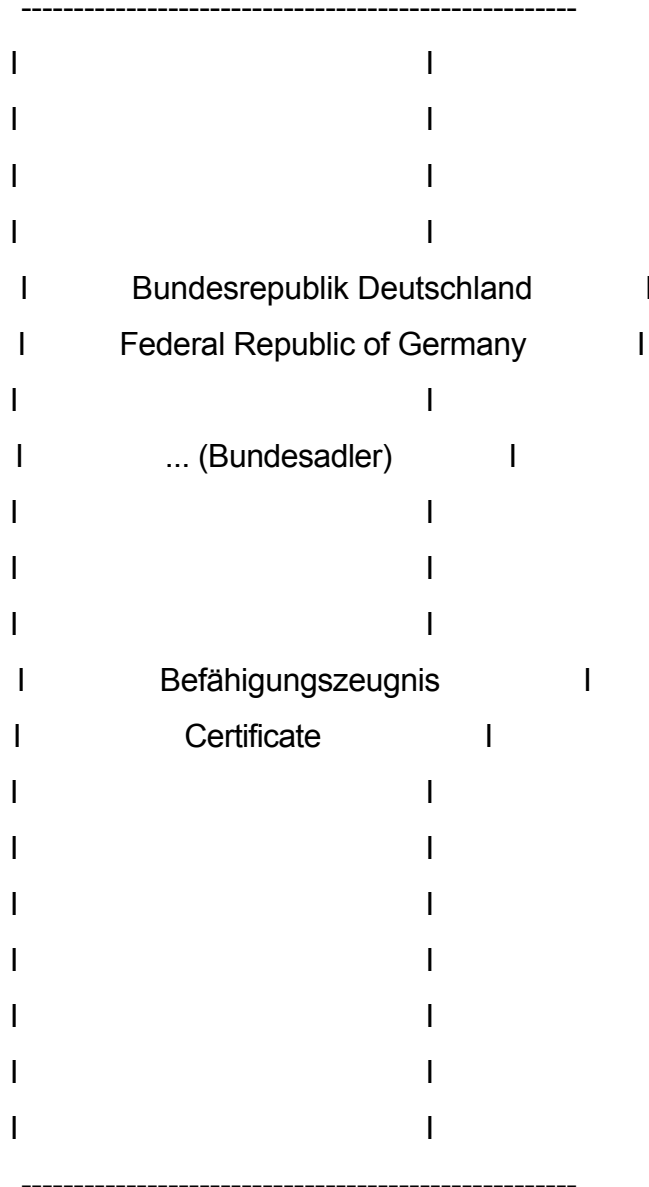 -----------------------------------------------------
I I
I I
I I
I I
I Bundesrepublik Deutschland I
I Federal Republic of Germany I
I I
I ... (Bundesadler) I
I I
I I
I I
I Befähigungszeugnis I
I Certificate I
I I
I I
I I
I I
I I
I I
I I
-----------------------------------------------------